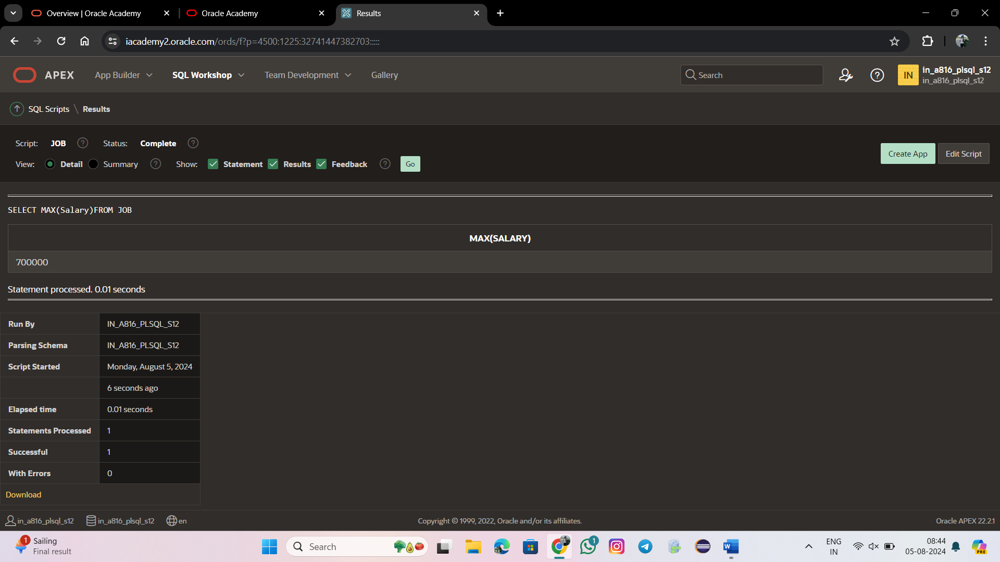 Overview | Oracle Academy
Oracle Academy
Results
iacademy2.oracle.com/ords/f?p=4500:1225:32741447382703:::::
APEX
App Builder
SQL Workshop
Team Development
Gallery
Search
IN
in_a816_plsql_s12
in_a816_plsql_s12
SQL Scripts \ Results
Script: JOB Status: Complete
View: Detail Summary Show: Statement Results Feedback Go
Create App Edit Script
SELECT MAX(Salary)FROM JOB
MAX(SALARY)
700000
Statement processed. 0.01 seconds
Run By IN_A816_PLSQL_S12
Parsing Schema IN_A816_PLSQL_S12
Script Started Monday, August 5, 2024
6 seconds ago
Elapsed time 0.01 seconds
Statements Processed 1
Successful 1
With Errors 0
Download
in_a816_plsql_s12 in_a816_plsql_s12 en
Copyright © 1999, 2022, Oracle and/or its affiliates.
Oracle APEX 22.2.1
1
Sailing
Final result
Search
1
W
ENG
IN
08:44
05-08-2024
PRE